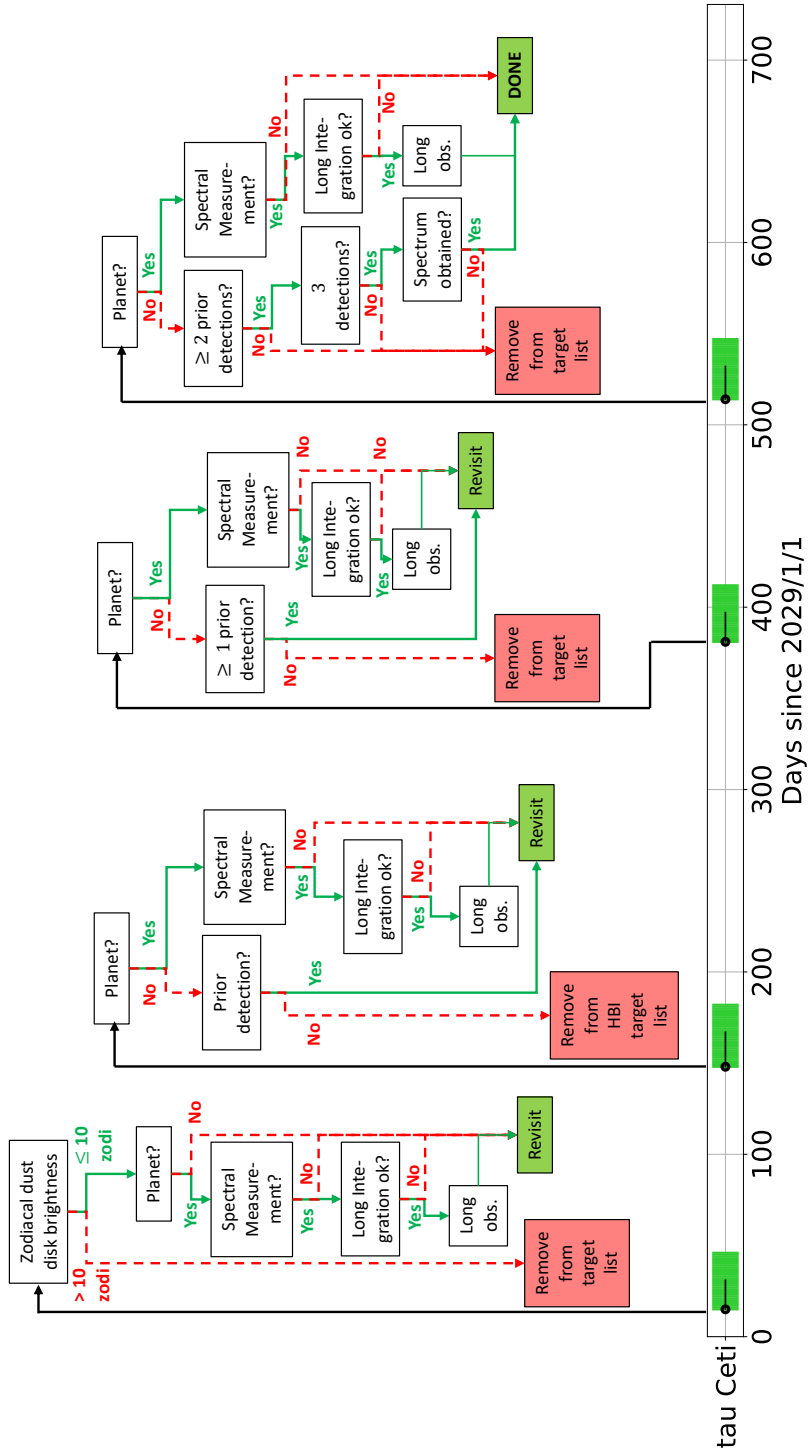 Zodiacal dust
disk brightness
> 10
zodi
≤ 10
zodi
Planet?
Yes
No
Spectral
Measure-
ment?
Yes
No
Long Inte-
gration ok?
Yes
No
Long
obs.
Remove
from
target
list
Revisit
Planet?
No
Yes
Prior
detection?
No
Yes
Spectral
Measure-
ment?
Yes
No
Long Inte-
gration ok?
Yes
No
Long
obs.
Remove
from HBI
target
list
Revisit
Planet?
No
Yes
≥ 1 prior
detection?
No
Yes
Spectral
Measure-
ment?
Yes
No
Long Inte-
gration ok?
Yes
No
Long
obs.
Remove
from
target
list
Revisit
Planet?
No
Yes
≥ 2 prior
detections?
No
Yes
3
detections?
No
Yes
Spectrum
obtained?
No
Yes
Spectral
Measure-
ment?
Yes
No
Long Inte-
gration ok?
Yes
No
Long
obs.
Remove
from
target
list
DONE
tau Ceti
0
100
200
300
400
500
600
700
Days since 2029/1/1